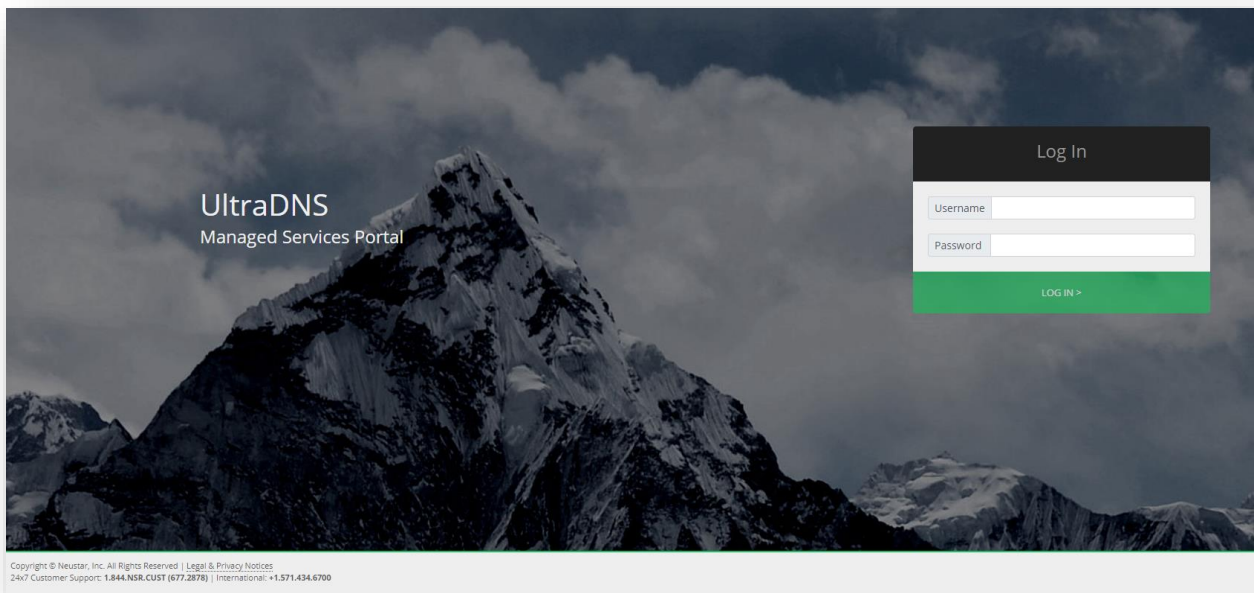 UltraDNS
Managed Services Portal
Log In
Username
Password
LOG IN >
Copyright © Neustar, Inc. All Rights Reserved | Legal & Privacy Notices
24x7 Customer Support: 1.844.NSR.CUST (677.2878) | International: +1.571.434.6700